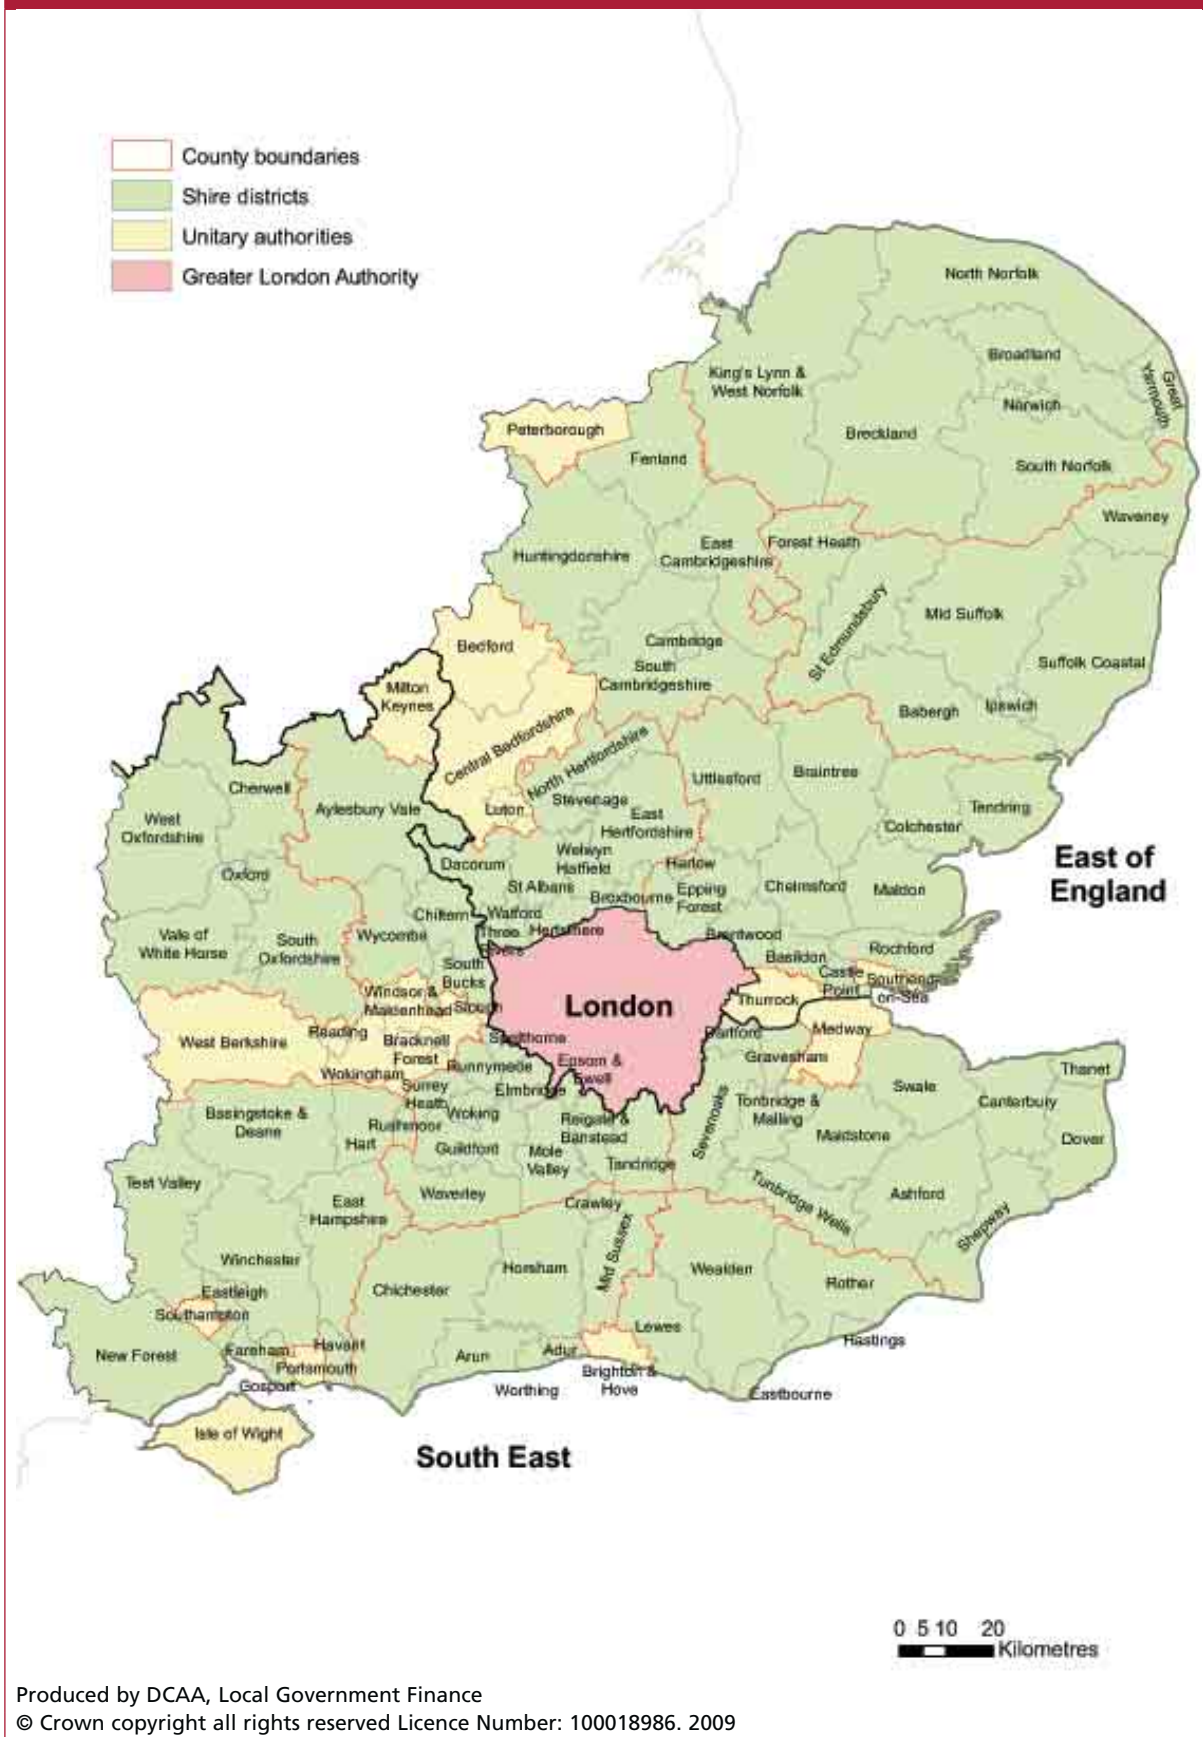 County boundaries
Shire districts
Unitary authorities
Greater London Authority
North Norfolk
Broadland
King's Lynn &
West Norfolk
Great
Yarmouth
Norwich
Peterborough
Breckland
Fenland
South Norfolk
Waveney
East
Cambridgeshire
Forest Heath
Huntingdonshire
St Edmundsbury
Mid Suffolk
Cambridge
Bedford
South
Cambridgeshire
Suffolk Coastal
Milton
Keynes
Babergh
Ipswich
Central Bedfordshire
North Hertfordshire
Uttlesford
Braintree
Cherwell
Aylesbury Vale
Luton
Stevenage
East
Hertfordshire
Tendring
Colchester
West
Oxfordshire
Welwyn
Hatfield
Dacorum
Harlow
East of
England
Oxford
St Albans
Broxbourne
Epping
Forest
Chelmsford
Maldon
Chiltern
Watford
Three
Rivers
Hertsmere
Brentwood
Vale of
White Horse
South
Oxfordshire
Wycombe
Rochford
Basildon
South
Bucks
Castle
Point
Southend-
on-Sea
Windsor &
Maidenhead
Slough
London
Thurrock
West Berkshire
Reading
Bracknell
Forest
Spelthorne
Dartford
Medway
Wokingham
Runnymede
Epsom &
Ewell
Gravesham
Thanet
Surrey
Heath
Elmbridge
Swale
Canterbury
Basingstoke &
Deane
Rushmoor
Woking
Reigate &
Banstead
Sevenoaks
Tonbridge &
Malling
Maidstone
Dover
Hart
Guildford
Mole
Valley
Tandridge
Test Valley
Waverley
East
Hampshire
Crawley
Tunbridge Wells
Ashford
Shepway
Winchester
Chichester
Horsham
Mid Sussex
Wealden
Rother
Eastleigh
Southampton
Lewes
Hastings
New Forest
Fareham
Havant
Portsmouth
Gosport
Arun
Adur
Worthing
Brighton &
Hove
Eastbourne
Isle of Wight
South East
0 5 10 20
Kilometres
Produced by DCAA, Local Government Finance
© Crown copyright all rights reserved Licence Number: 100018986. 2009